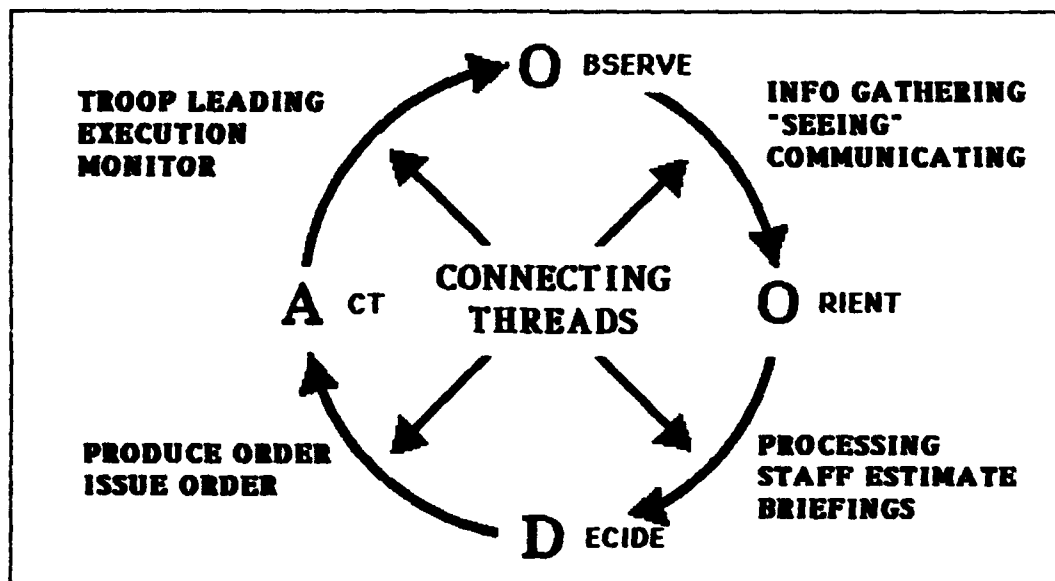 OBSERVE
TROOP LEADING
EXECUTION
MONITOR
INFO GATHERING
"SEEING"
COMMUNICATING
ACT
CONNECTING
THREADS
ORIENT
PRODUCE ORDER
ISSUE ORDER
PROCESSING
STAFF ESTIMATE
BRIEFINGS
DECIDE